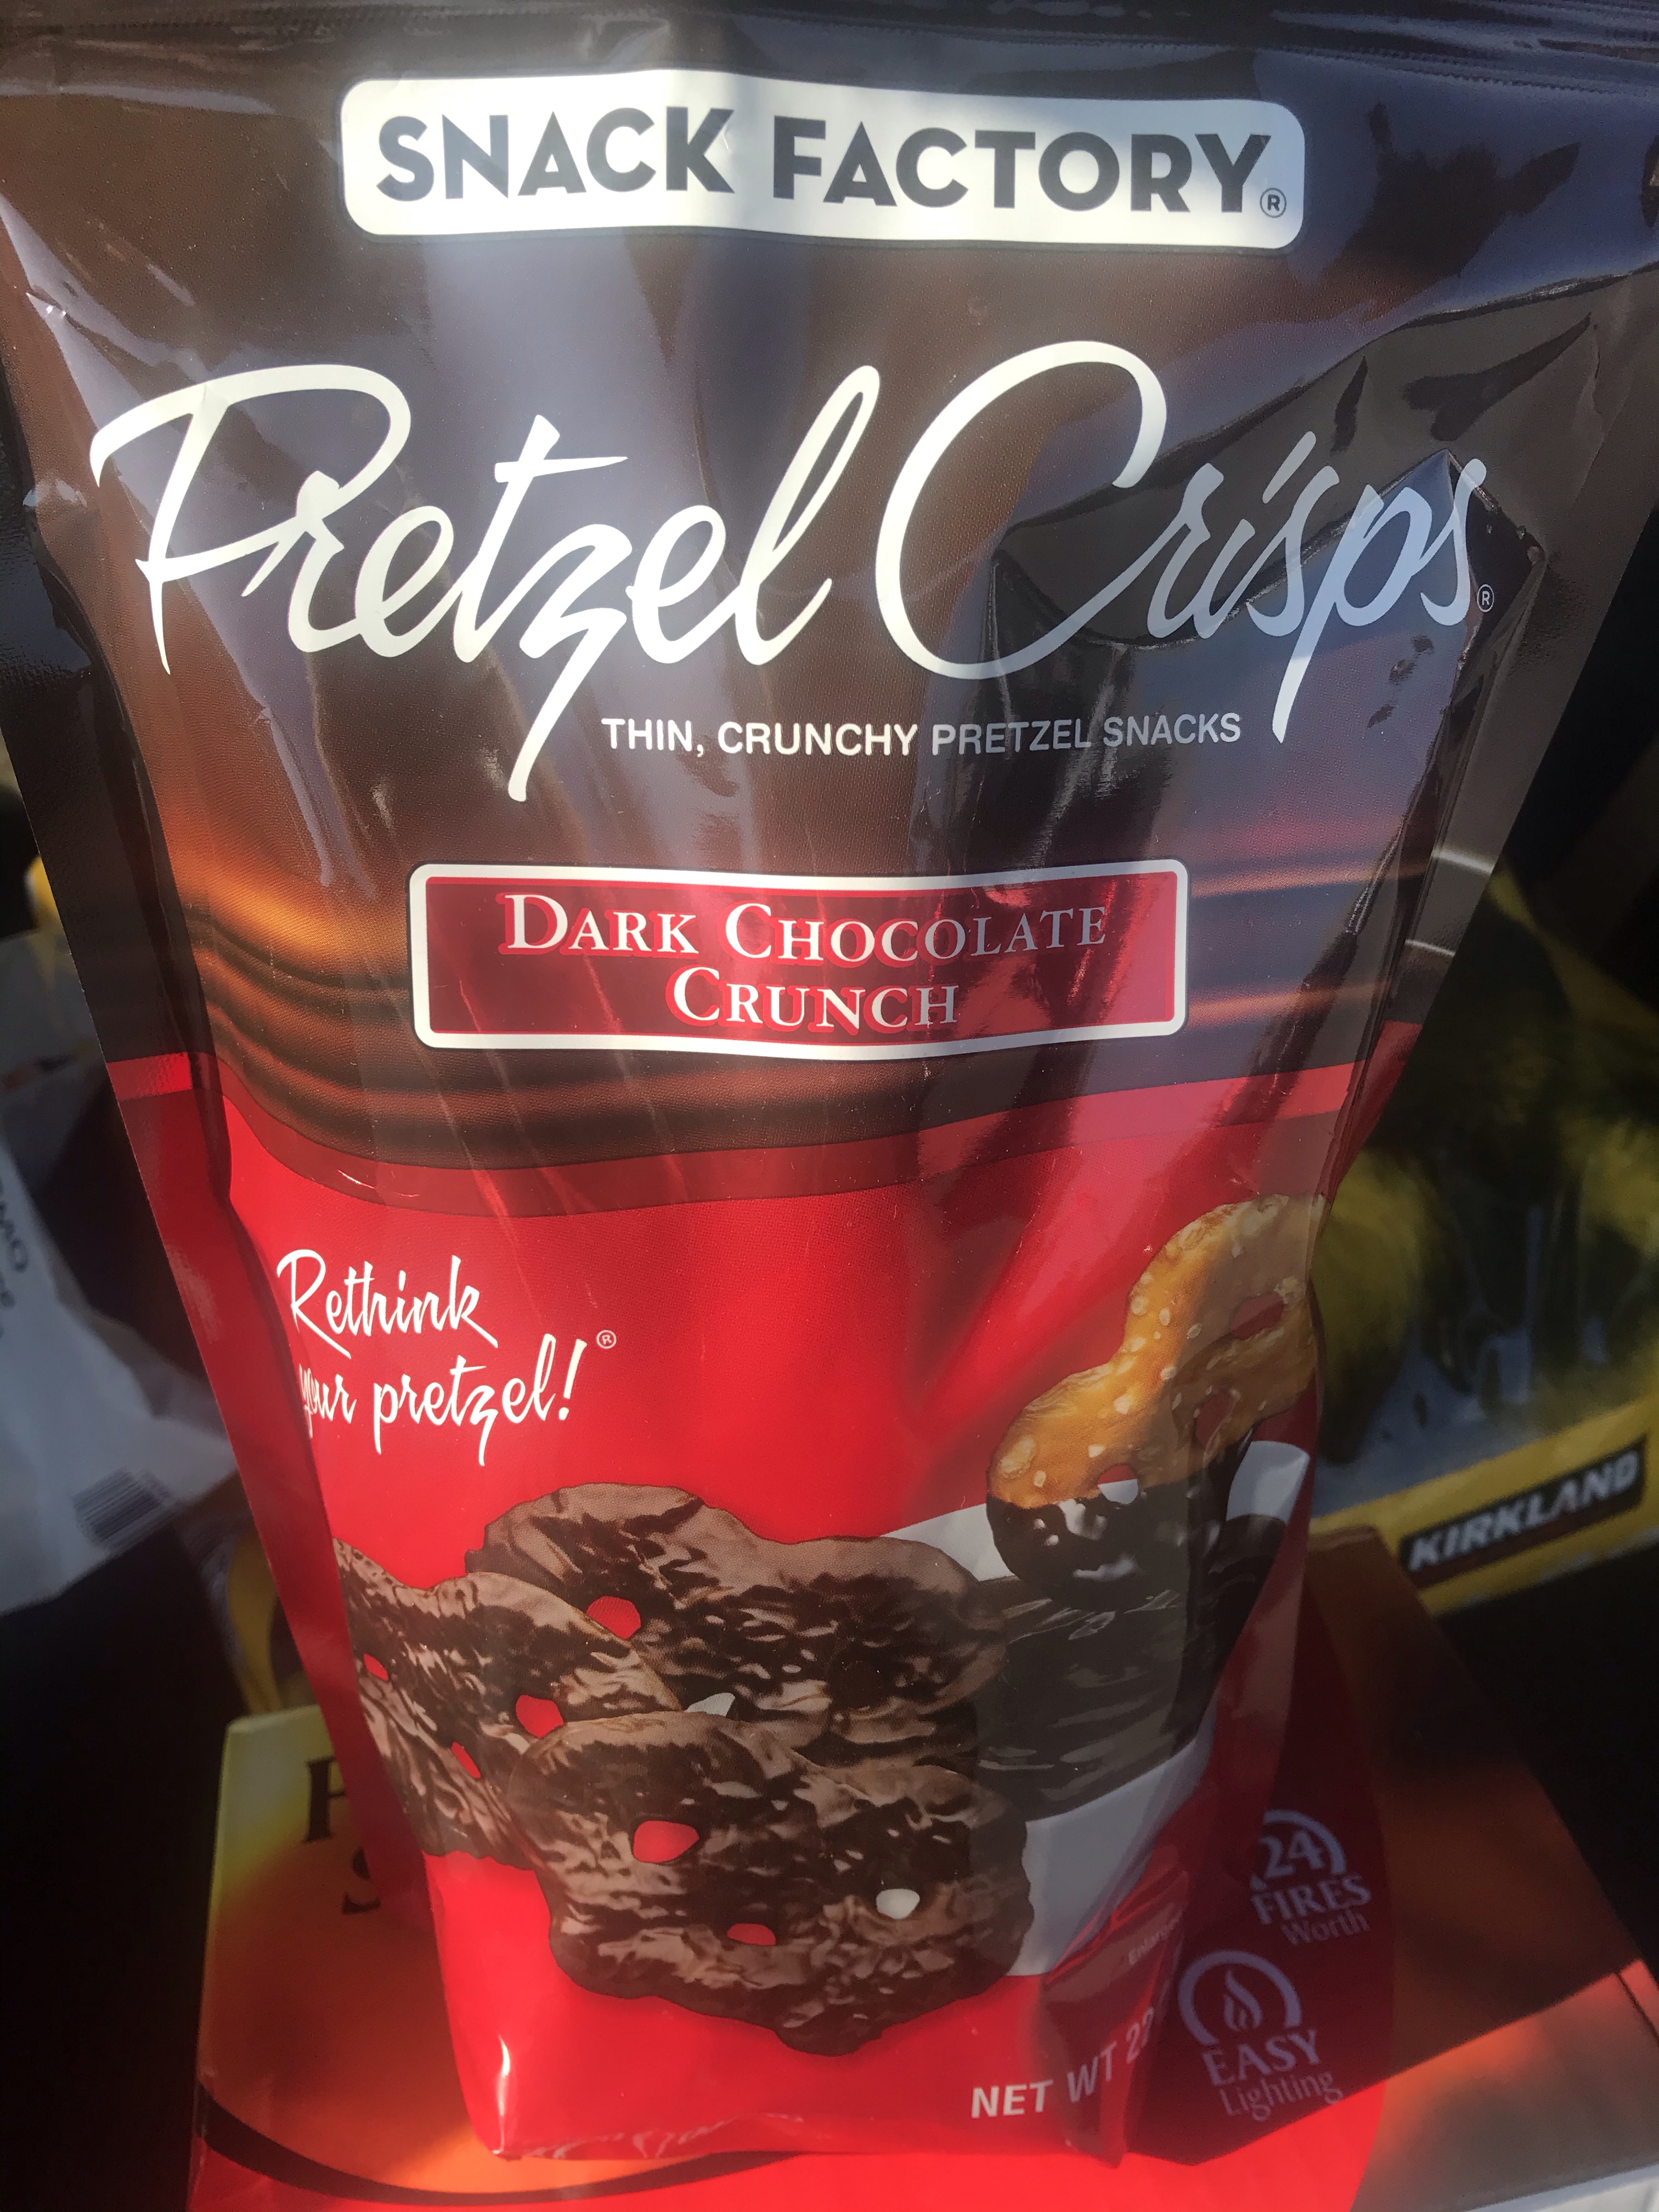 SNACK FACTORY®
Pretzel Crisps®
THIN, CRUNCHY PRETZEL SNACKS
DARK CHOCOLATE
CRUNCH
Rethink
your pretzel!®
KIRKLAND
24
FIRES
Worth
EASY
Lighting
NET WT